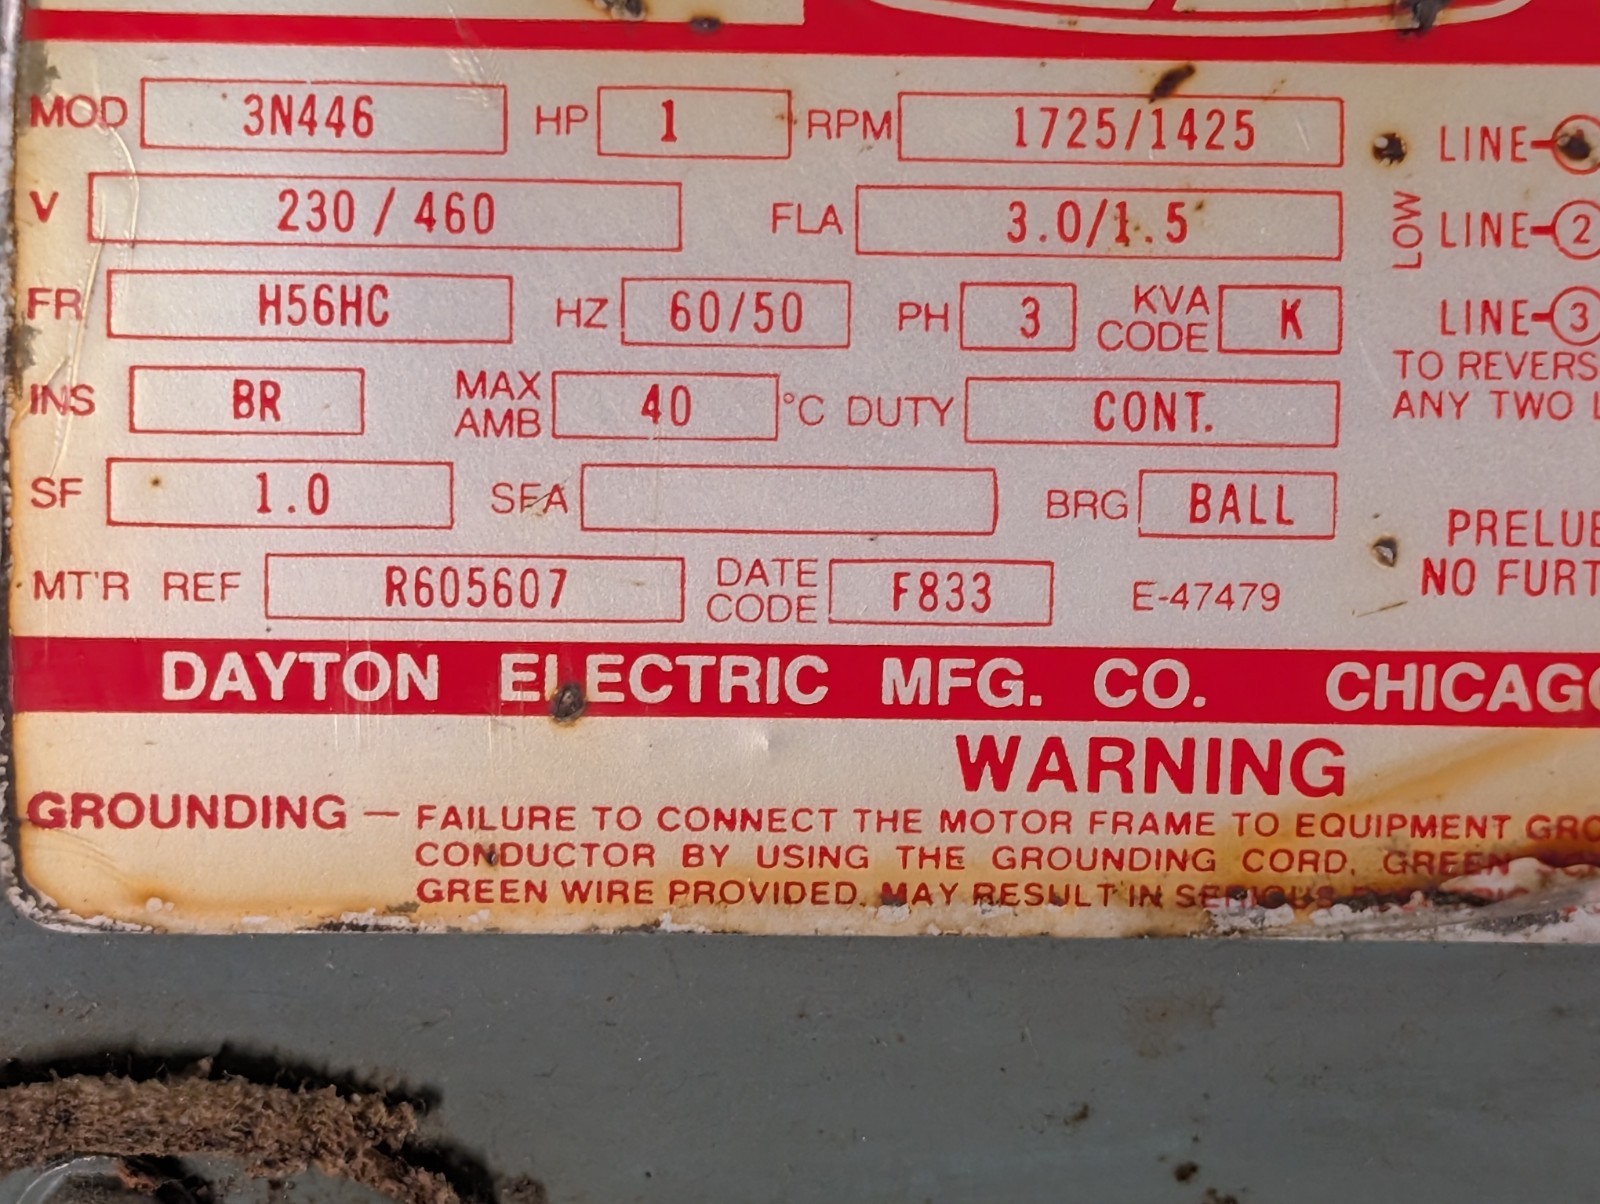 MOD 3N446 HP 1 RPM 1725/1425
V 230 / 460 FLA 3.0/1.5
FR H56HC HZ 60/50 PH 3 KVA CODE K
INS BR MAX AMB 40 °C DUTY CONT.
SF 1.0 SFA BRG BALL
MT'R REF R605607 DATE CODE F833 E-47479
LOW
LINE
LINE 2
LINE 3
TO REVERS
ANY TWO L
PRELUB
NO FURT
DAYTON ELECTRIC MFG. CO. CHICAGO
WARNING
GROUNDING — FAILURE TO CONNECT THE MOTOR FRAME TO EQUIPMENT GRO
CONDUCTOR BY USING THE GROUNDING CORD, GREEN SC
GREEN WIRE PROVIDED, MAY RESULT IN SERIOUS